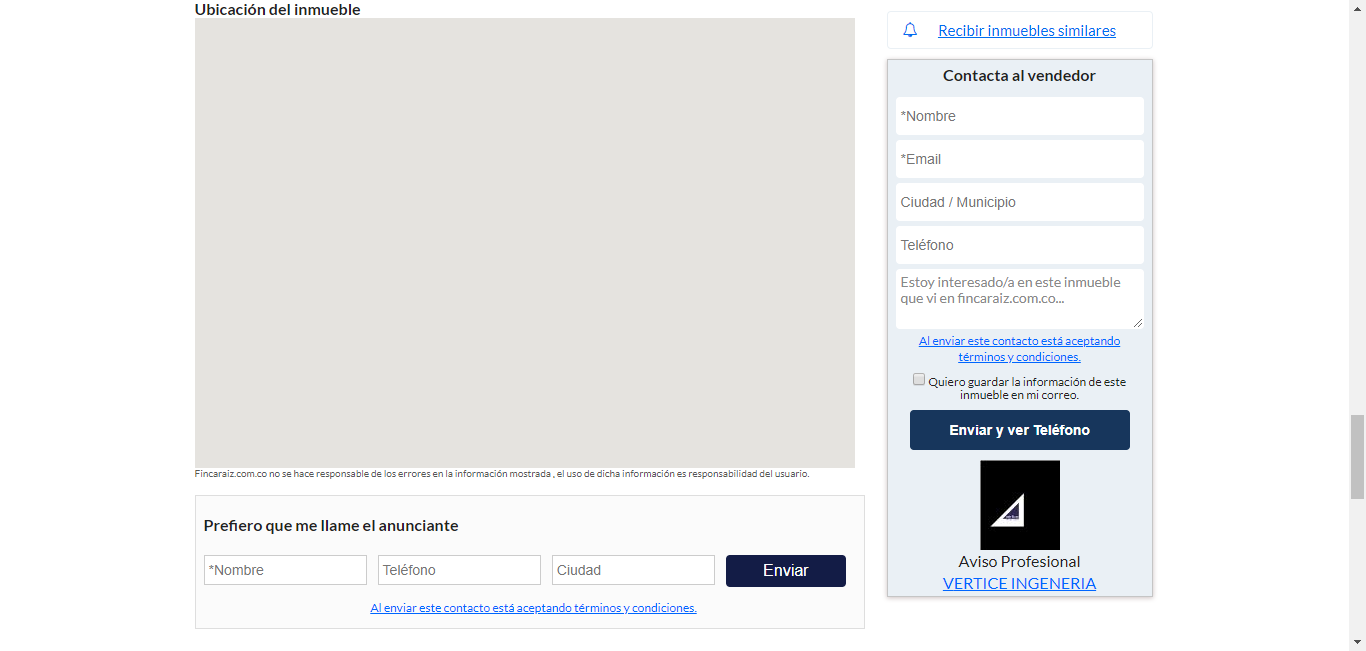 Ubicación del inmueble
Fincaraiz.com.co no se hace responsable de los errores en la información mostrada , el uso de dicha información es responsabilidad del usuario.
Prefiero que me llame el anunciante
*Nombre
Teléfono
Ciudad
Enviar
Al enviar este contacto está aceptando términos y condiciones.
Recibir inmuebles similares
Contacta al vendedor
*Nombre
*Email
Ciudad / Municipio
Teléfono
Estoy interesado/a en este inmueble
que vi en fincaraiz.com.co...
Al enviar este contacto está aceptando
términos y condiciones.
Quiero guardar la información de este
inmueble en mi correo.
Enviar y ver Teléfono
Aviso Profesional
VERTICE INGENERIA